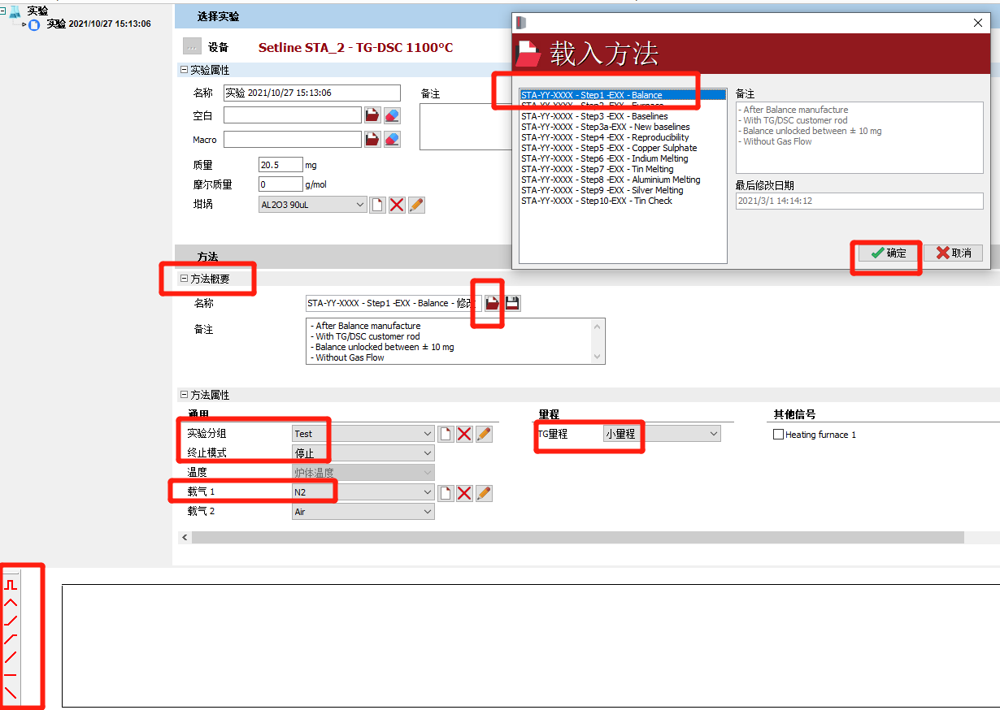 实验
实验 2021/10/27 15:13:06
选择实验
... 设备 Setline STA_2 - TG-DSC 1100°C
实验属性
名称 实验 2021/10/27 15:13:06 备注
空白
Macro
质量 20.5 mg
摩尔质量 0 g/mol
坩埚 AL2O3 90uL
方法
方法概要
名称 STA-YY-XXXX - Step1 -EXX - Balance - 修改
备注
- After Balance manufacture
- With TG/DSC customer rod
- Balance unlocked between ± 10 mg
- Without Gas Flow
方法属性
通用
实验分组 Test
终止模式 停止
温度 炉体温度
载气 1 N2
载气 2 Air
量程
TG量程 小量程
其他信号
Heating furnace 1
载入方法
STA-YY-XXXX - Step1 -EXX - Balance
STA-YY-XXXX - Step2 -EXX - Furnace
STA-YY-XXXX - Step3 -EXX - Baselines
STA-YY-XXXX - Step3a-EXX - New baselines
STA-YY-XXXX - Step4 -EXX - Reproducibility
STA-YY-XXXX - Step5 -EXX - Copper Sulphate
STA-YY-XXXX - Step6 -EXX - Indium Melting
STA-YY-XXXX - Step7 -EXX - Tin Melting
STA-YY-XXXX - Step8 -EXX - Aluminium Melting
STA-YY-XXXX - Step9 -EXX - Silver Melting
STA-YY-XXXX - Step10-EXX - Tin Check
备注
- After Balance manufacture
- With TG/DSC customer rod
- Balance unlocked between ± 10 mg
- Without Gas Flow
最后修改日期
2021/3/1 14:14:12
确定 取消